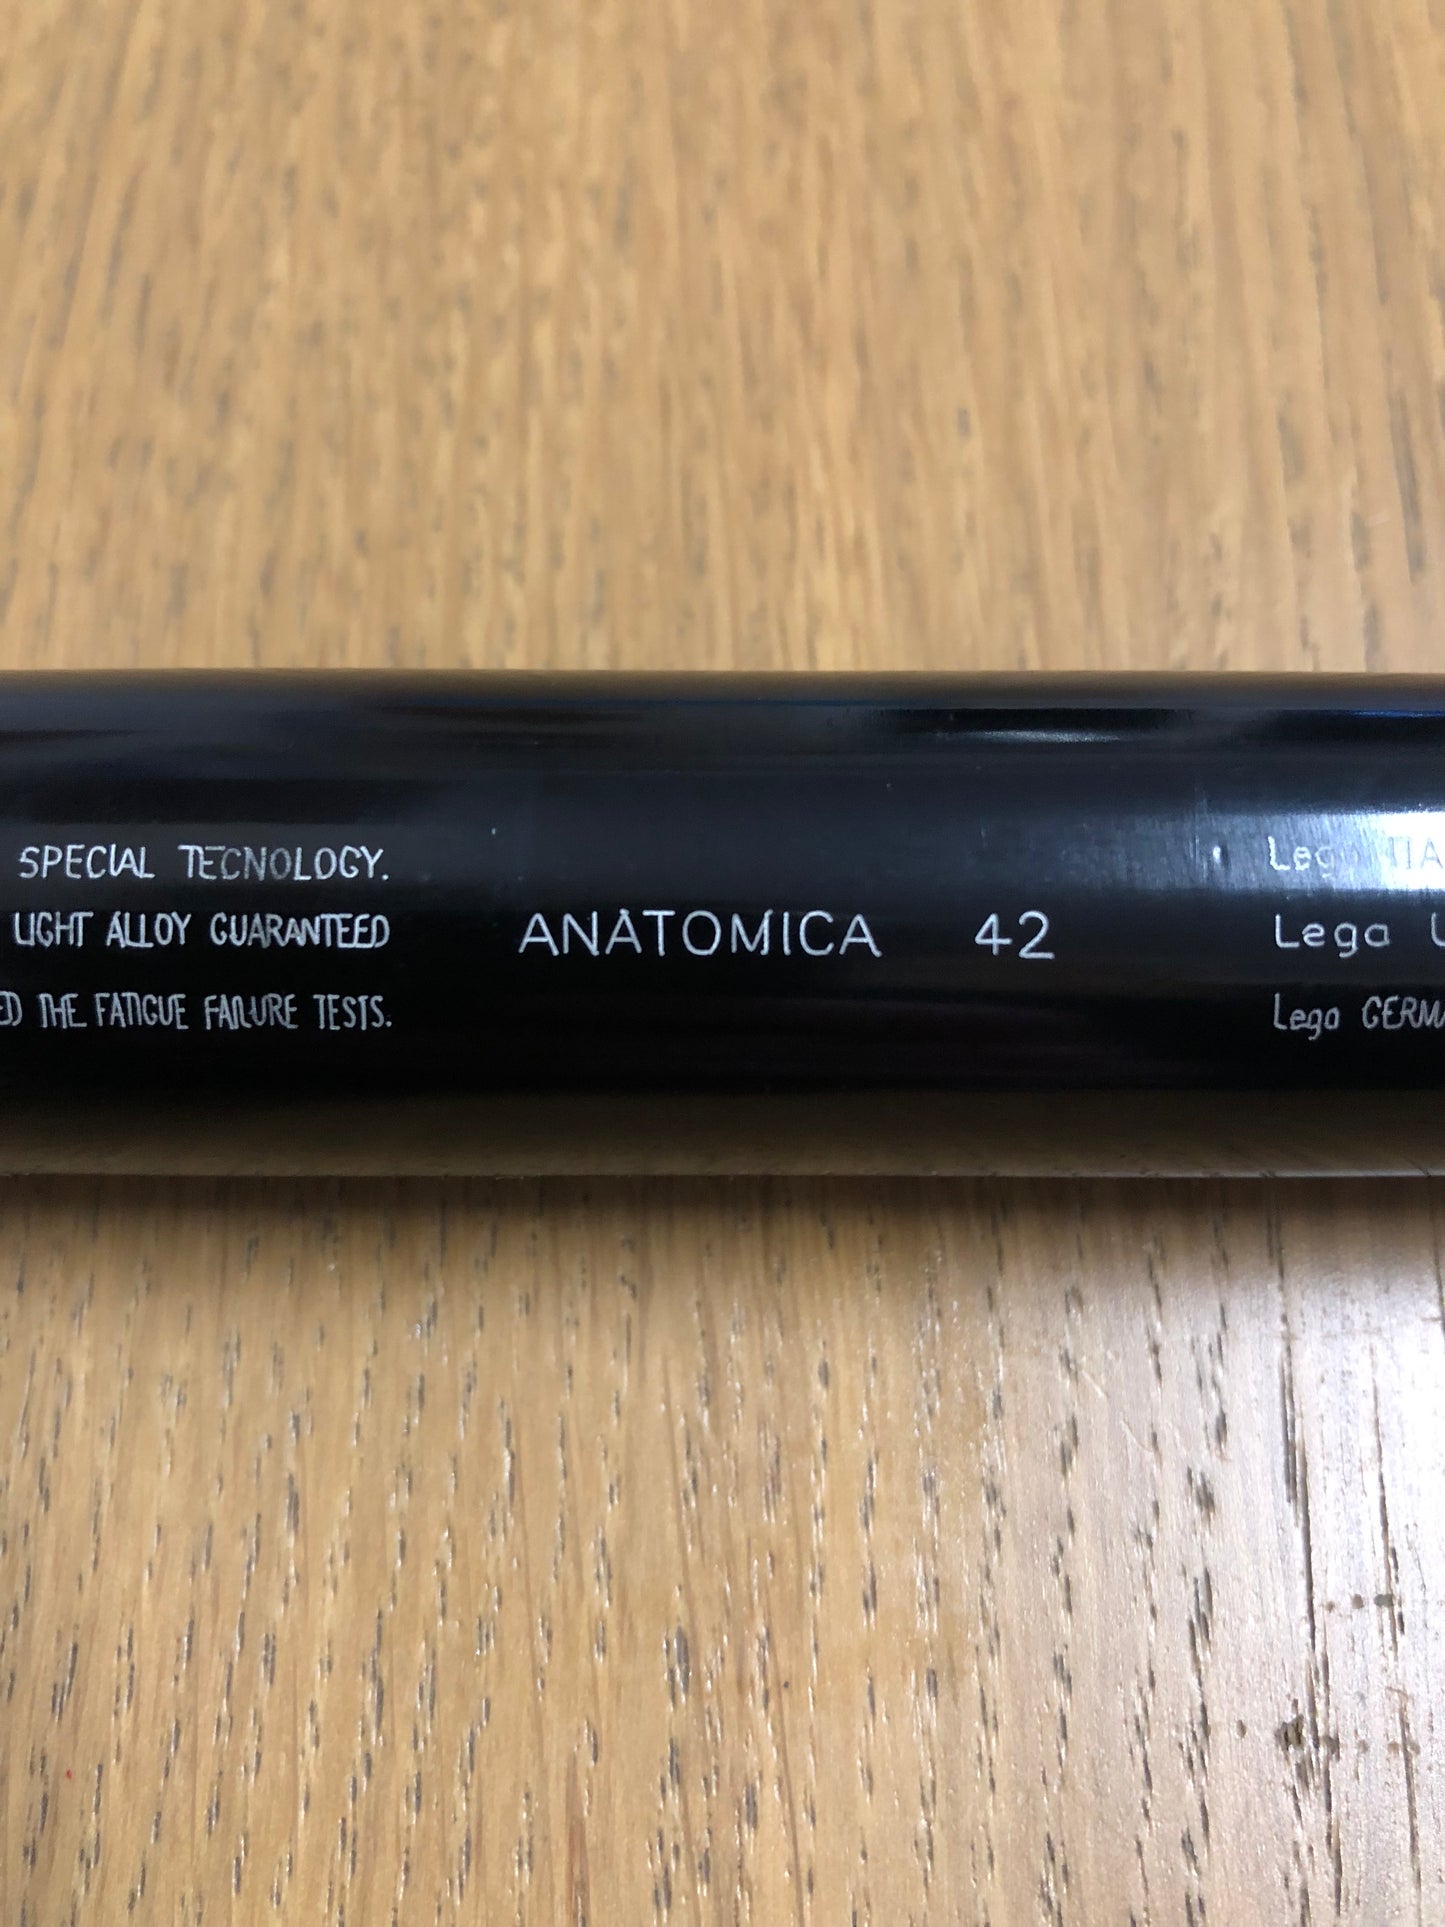 SPECIAL TECNOLOGY.
LIGHT ALLOY GUARANTEED
THE FATIGUE FAILURE TESTS.
ANATOMICA 42
Lega
Lega
Lega